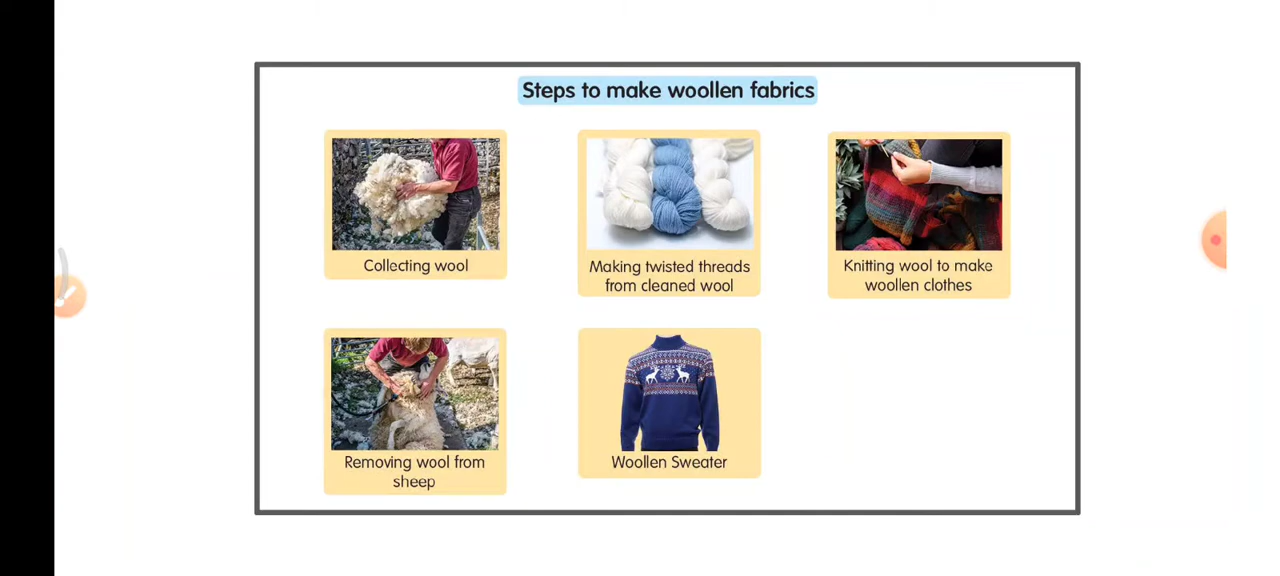 Steps to make woollen fabrics
Collecting wool
Making twisted threads
from cleaned wool
Knitting wool to make
woollen clothes
Removing wool from
sheep
Woollen Sweater